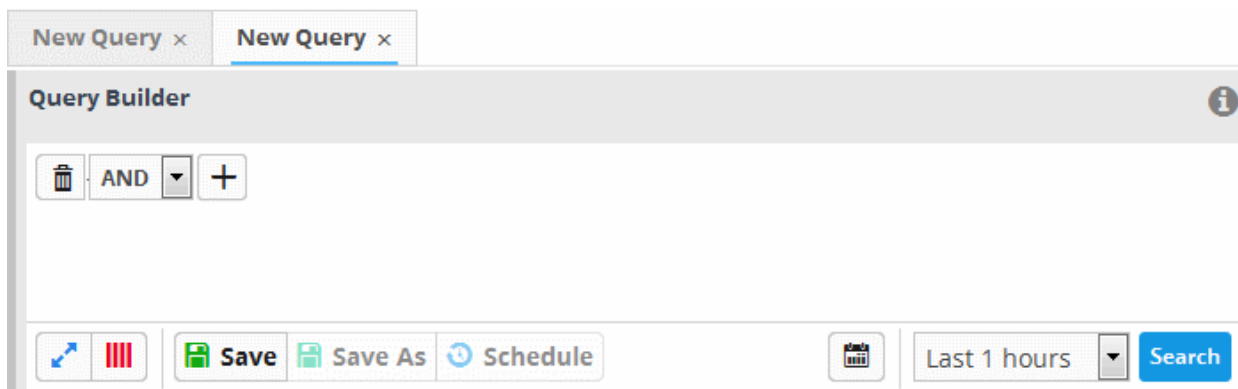 New Query × New Query ×
Query Builder
AND
Save Save As Schedule Last 1 hours Search